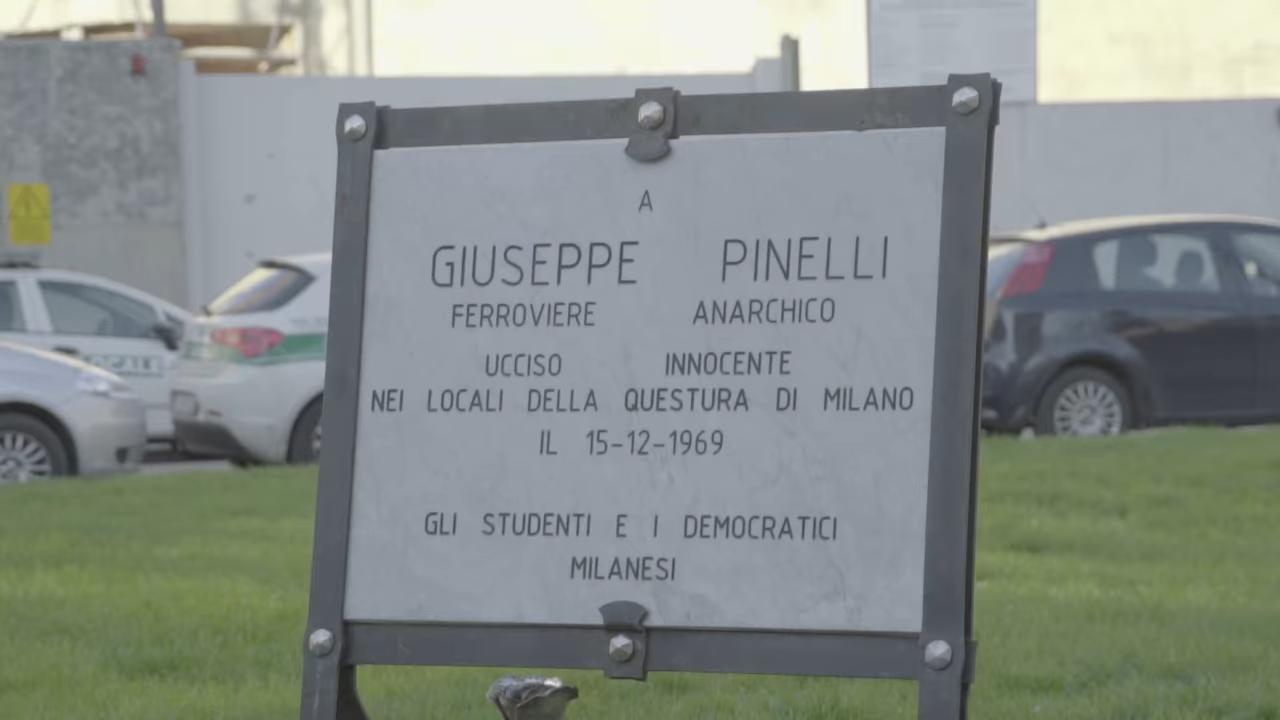 A
GIUSEPPE PINELLI
FERROVIERE ANARCHICO
UCCISO INNOCENTE
NEI LOCALI DELLA QUESTURA DI MILANO
IL 15-12-1969
GLI STUDENTI E I DEMOCRATICI
MILANESI